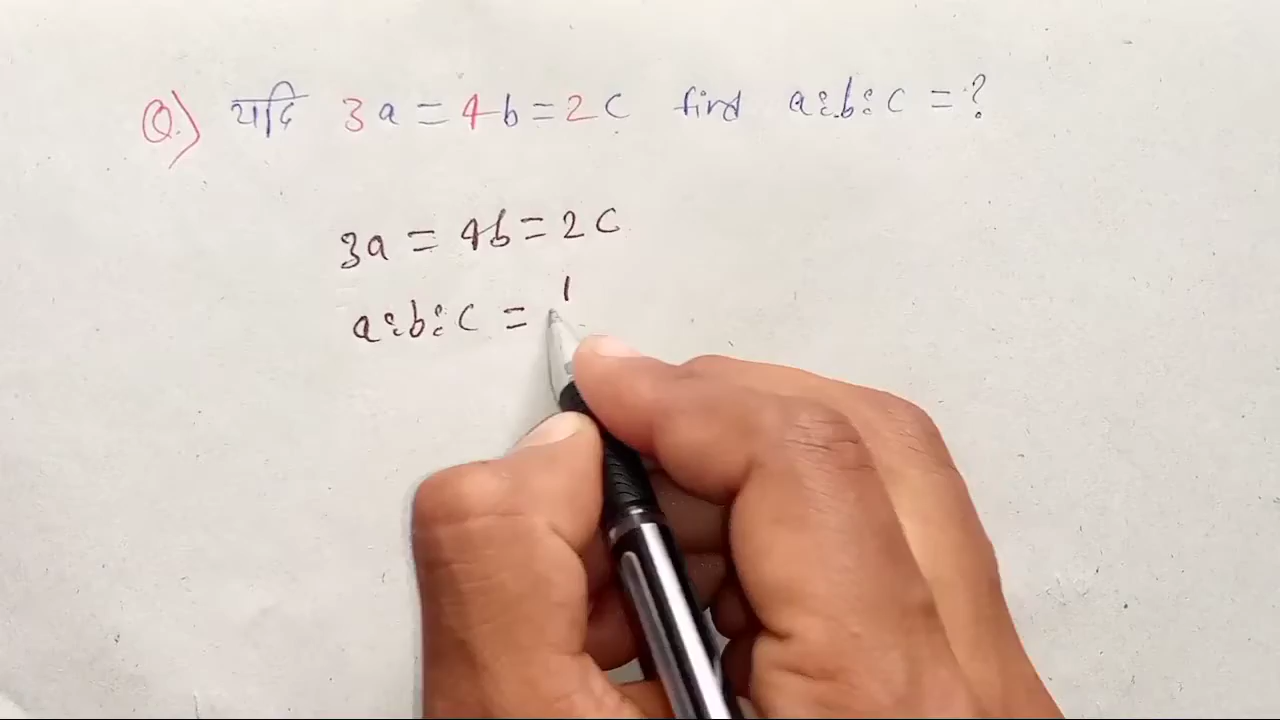 Q.) यदि 3a = 4b = 2c find a:b:c = ?
3a = 4b = 2c
a:b:c = 1